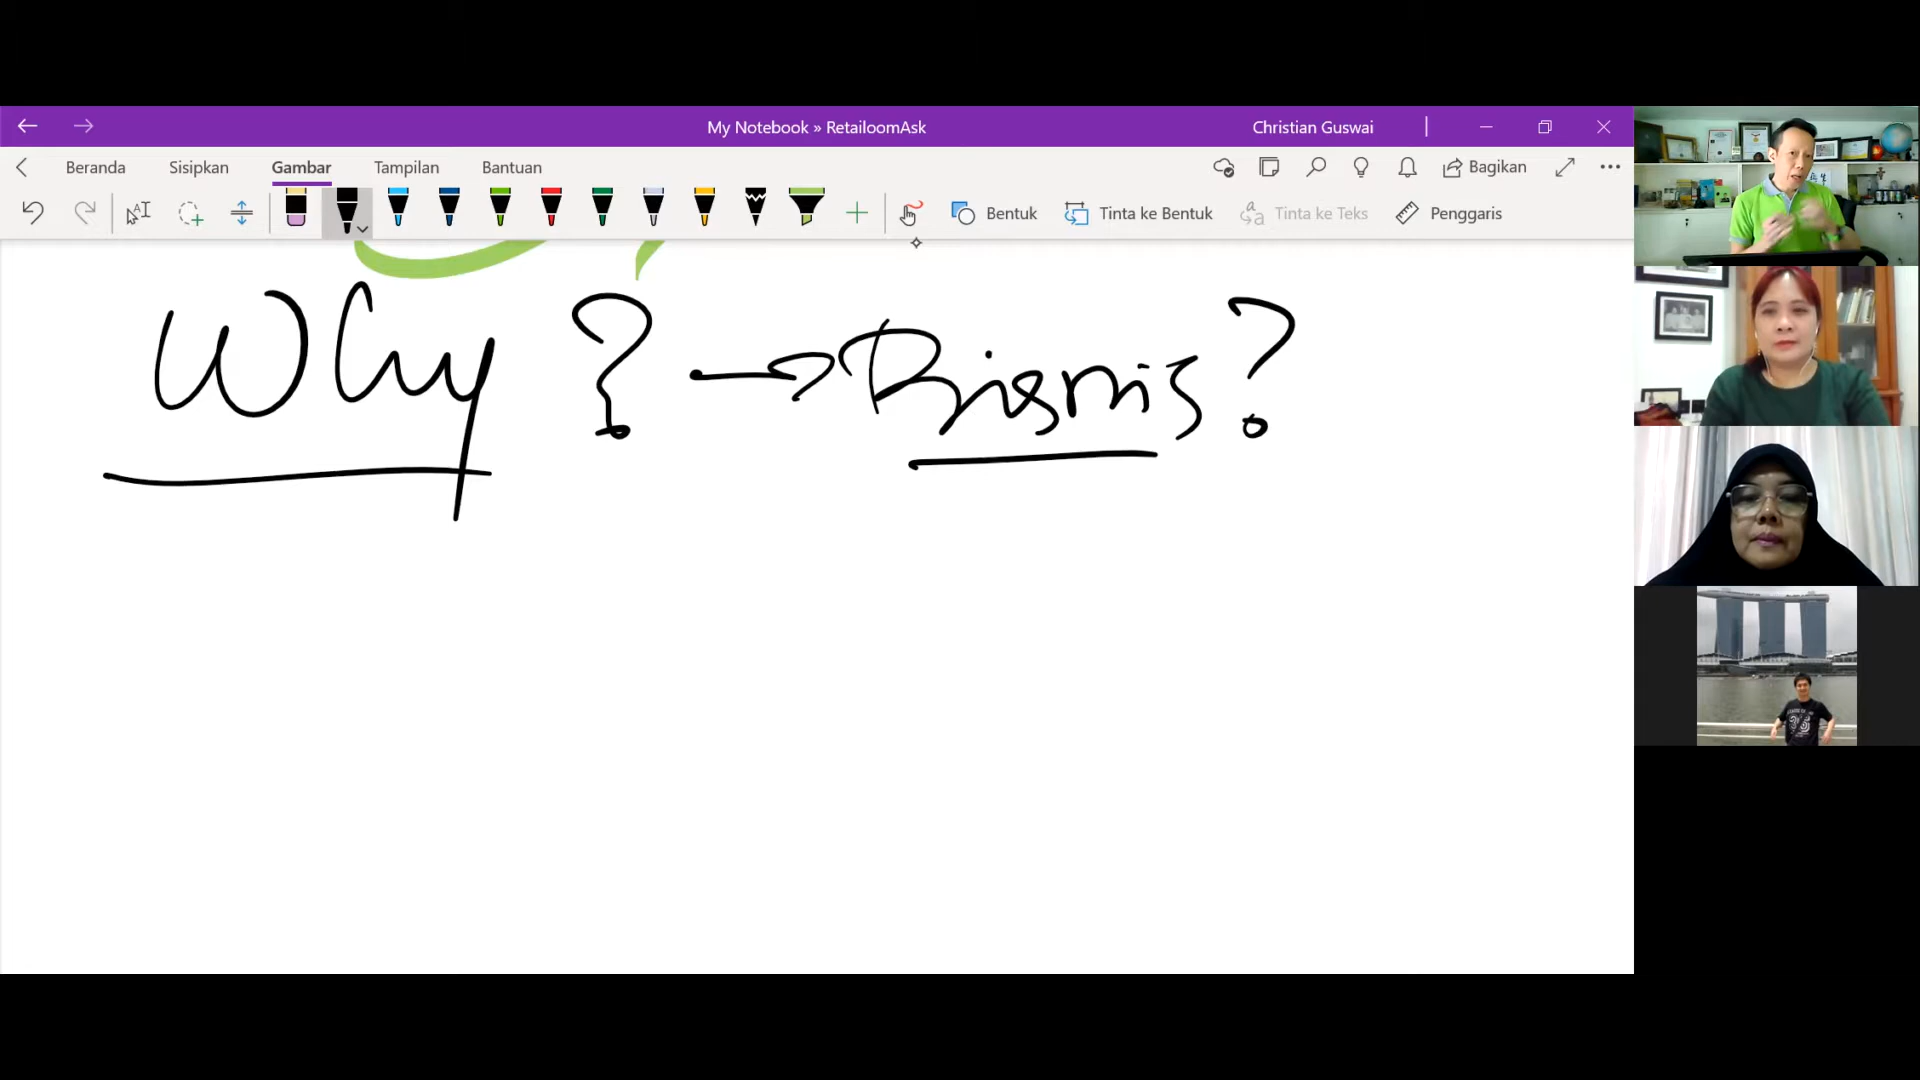 My Notebook » RetailoomAsk
Christian Guswai
Beranda Sisipkan Gambar Tampilan Bantuan
Bagikan
Bentuk Tinta ke Bentuk Tinta ke Teks Penggaris
Why ? → Bisnis ?